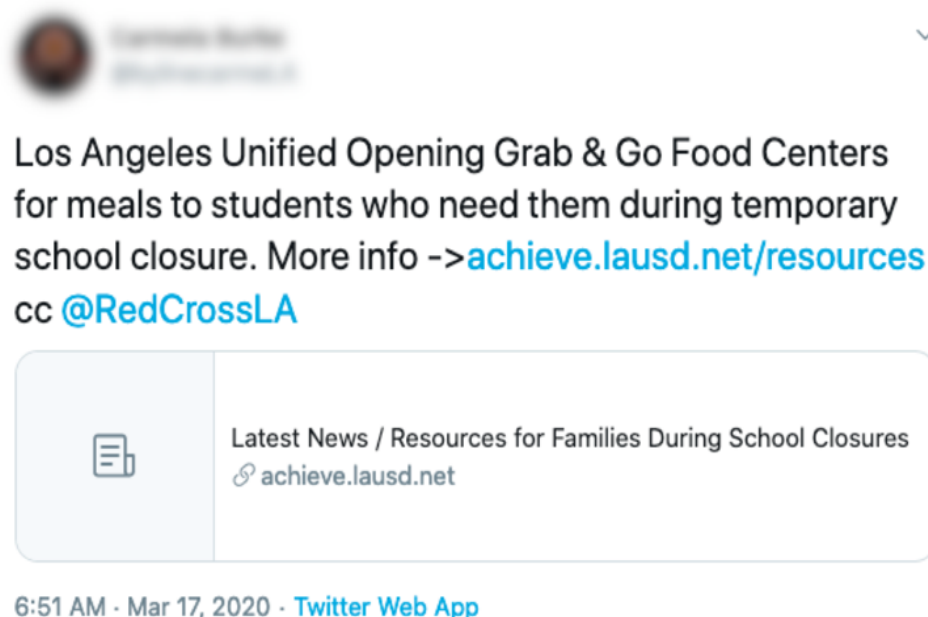 Los Angeles Unified Opening Grab & Go Food Centers
for meals to students who need them during temporary
school closure. More info ->achieve.lausd.net/resources
cc @RedCrossLA
Latest News / Resources for Families During School Closures
achieve.lausd.net
6:51 AM · Mar 17, 2020 · Twitter Web App